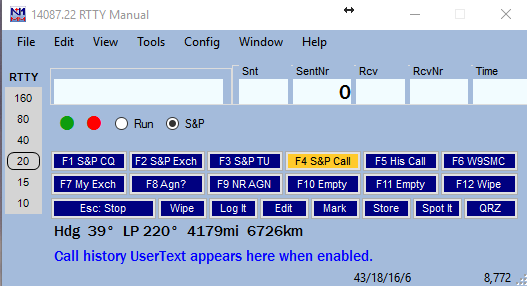 14087.22 RTTY Manual
File Edit View Tools Config Window Help
RTTY Snt SentNr Rcv RcvNr Time
160
0
80 Run S&P
40
20 F1 S&P CQ F2 S&P Exch F3 S&P TU F4 S&P Call F5 His Call F6 W9SMC
15 F7 My Exch F8 Agn? F9 NR AGN F10 Empty F11 Empty F12 Wipe
10 Esc: Stop Wipe Log It Edit Mark Store Spot It QRZ
Hdg 39° LP 220° 4179mi 6726km
Call history UserText appears here when enabled.
43/18/16/6 8,772